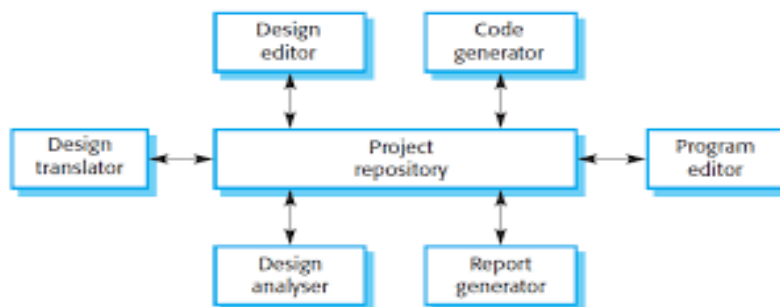 Design
editor
Code
generator
Design
translator
Project
repository
Program
editor
Design
analyser
Report
generator